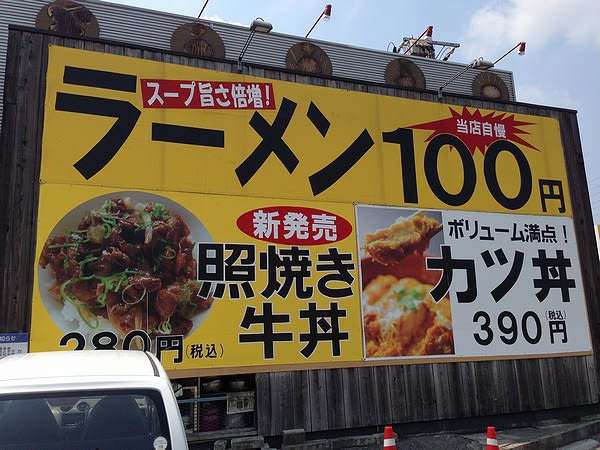 スープ旨さ倍増!
ラーメン100円
当店自慢
新発売
照焼き
牛丼
280円(税込)
ボリューム満点!
カツ丼
390円(税込)